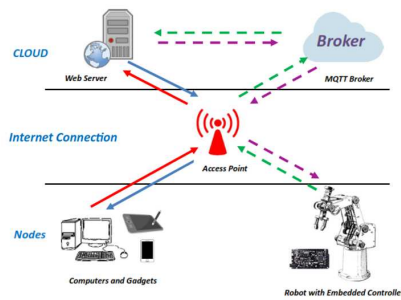 Broker
CLOUD
Web Server
MQTT Broker
Internet Connection
Access Point
Nodes
Computers and Gadgets
Robot with Embedded Controlle